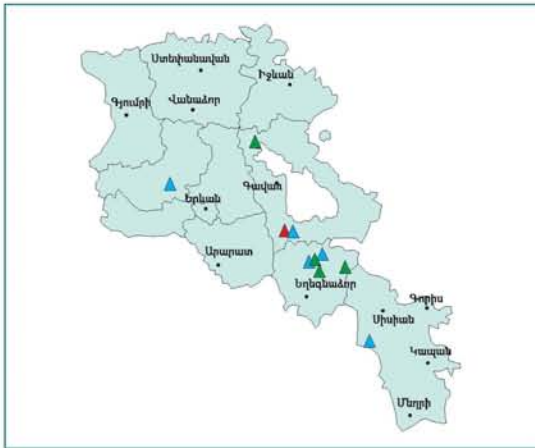 Ստեփանավան
Իջևան
Գյումրի
Վանաձոր
Գավառ
Երևան
Արարատ
Եղեգնաձոր
Գորիս
Սիսիան
Կապան
Մեղրի